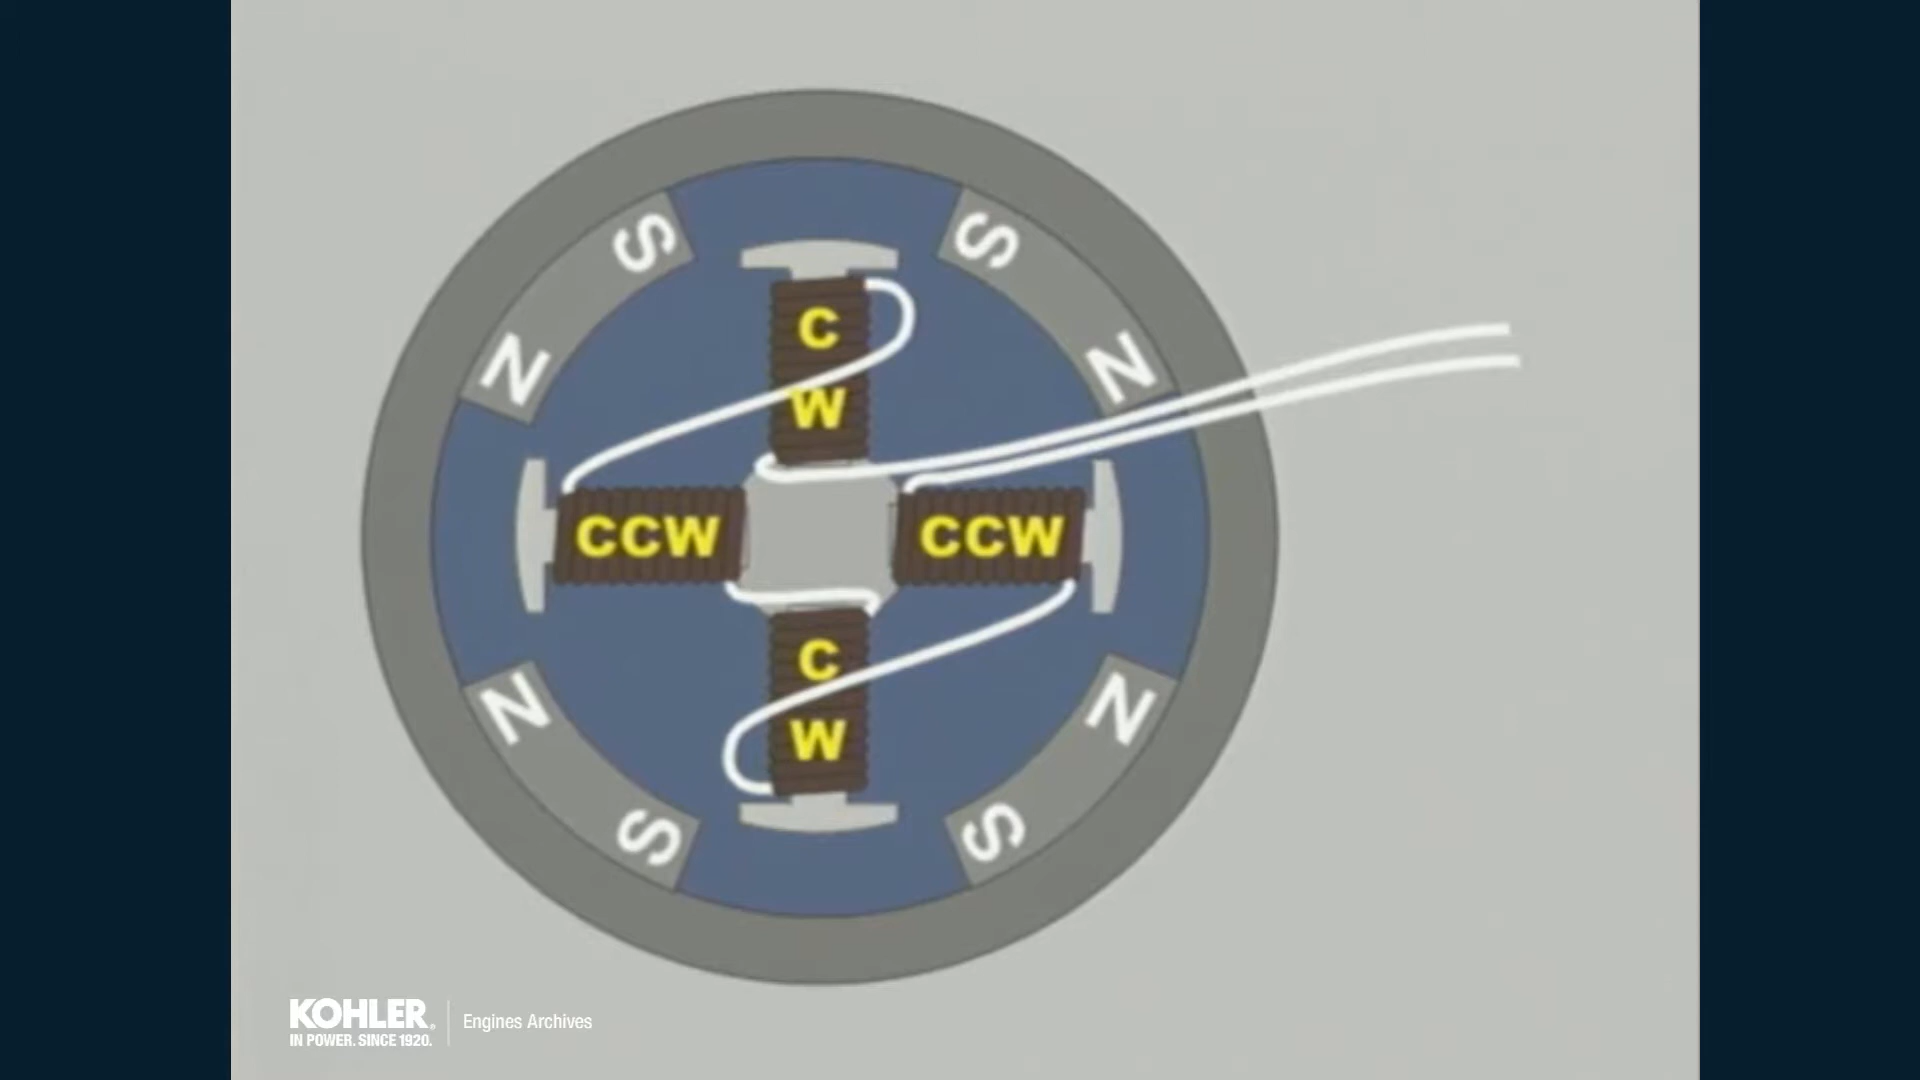 S
S
C
N
N
W
CCW
CCW
C
N
N
W
S
S
KOHLER®
IN POWER. SINCE 1920.
Engines Archives